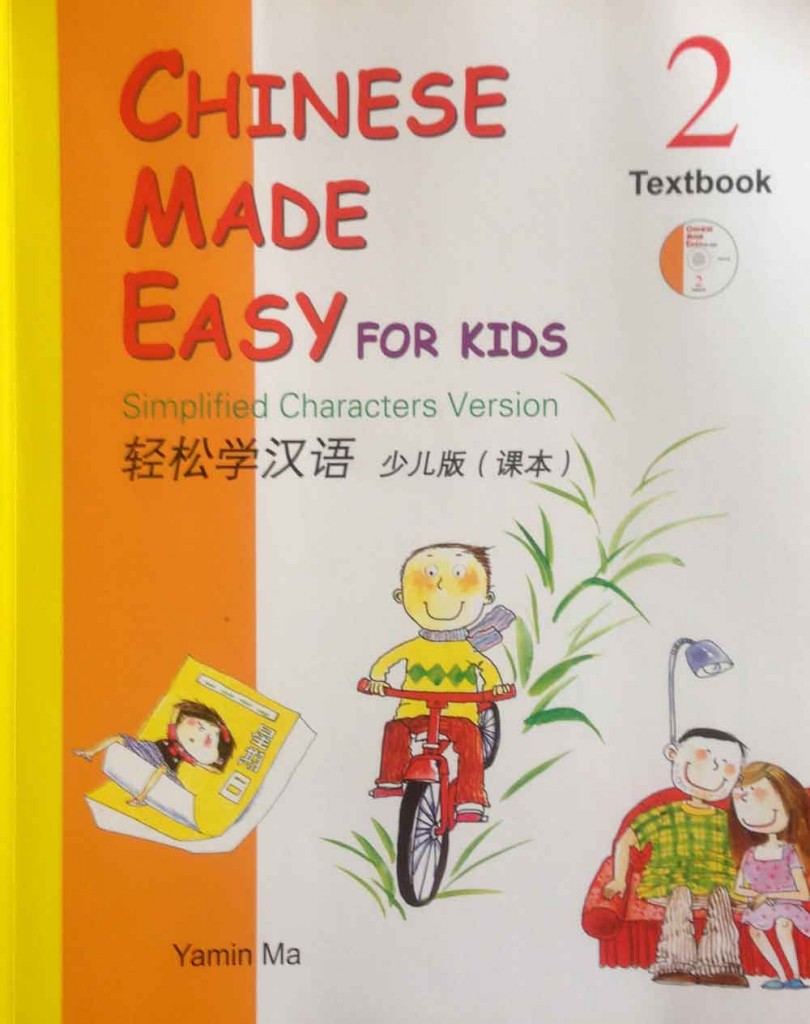 CHINESE
MADE
EASY FOR KIDS
2
Textbook
Simplified Characters Version
轻松学汉语 少儿版（课本）
Yamin Ma